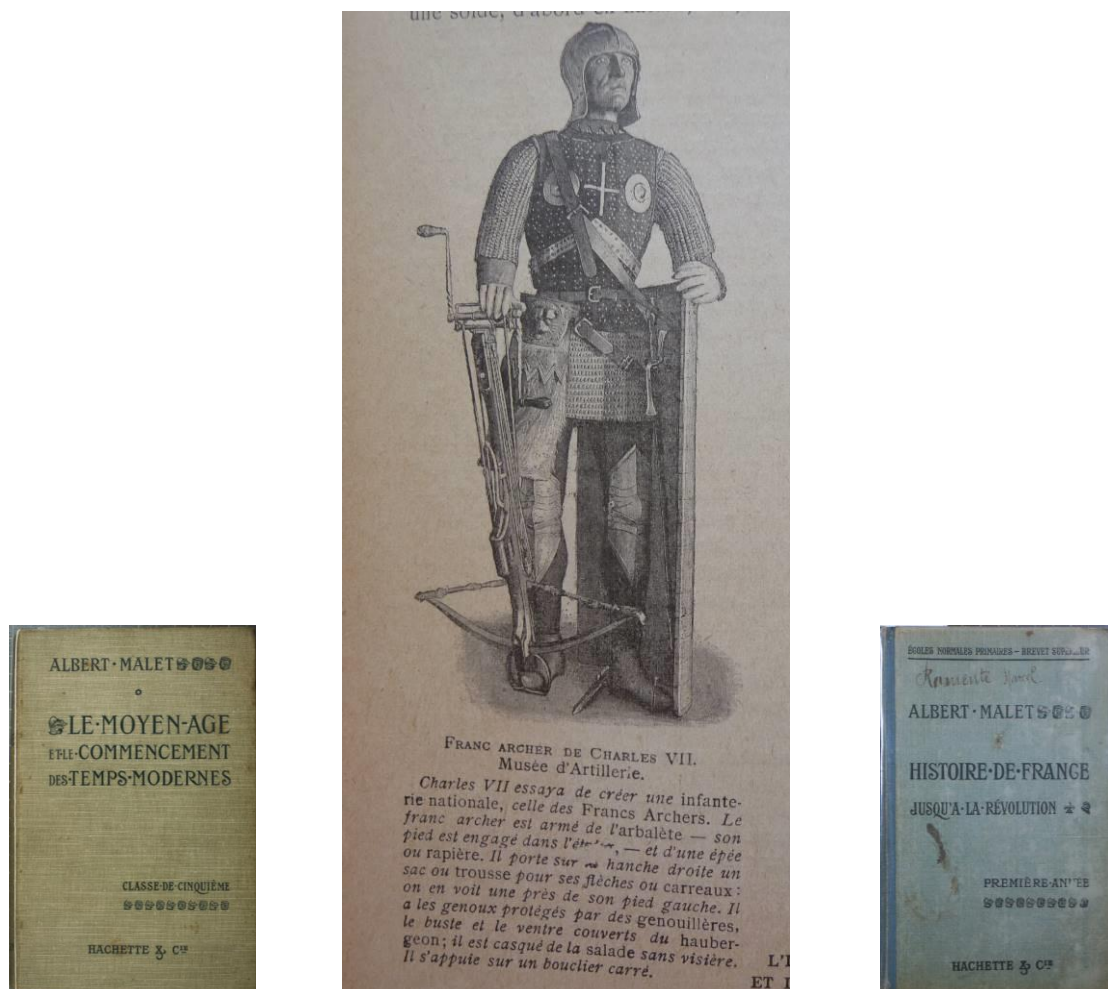 ALBERT · MALET
LE · MOYEN-AGE
ET · LE · COMMENCEMENT
DES · TEMPS · MODERNES
CLASSE · DE · CINQUIÈME
HACHETTE & Cie
une solde, d'abord en
FRANC ARCHER DE CHARLES VII.
Musée d'Artillerie.
Charles VII essaya de créer une infante-
rie nationale, celle des Francs Archers. Le
franc archer est armé de l'arbalète — son
pied est engagé dans — et d'une épée
ou rapière. Il porte sur hanche droite un
sac ou trousse pour ses flèches ou carreaux :
on en voit une près de son pied gauche. Il
a les genoux protégés par des genouillères,
le buste et le ventre couverts du hauber-
geon ; il est casqué de la salade sans visière.
Il s'appuie sur un bouclier carré.
ET
ÉCOLES NORMALES PRIMAIRES – BREVET SUPÉRIEUR
ALBERT · MALET
HISTOIRE · DE · FRANCE
JUSQU'A · LA · RÉVOLUTION
PREMIÈRE · ANNÉE
HACHETTE & Cie